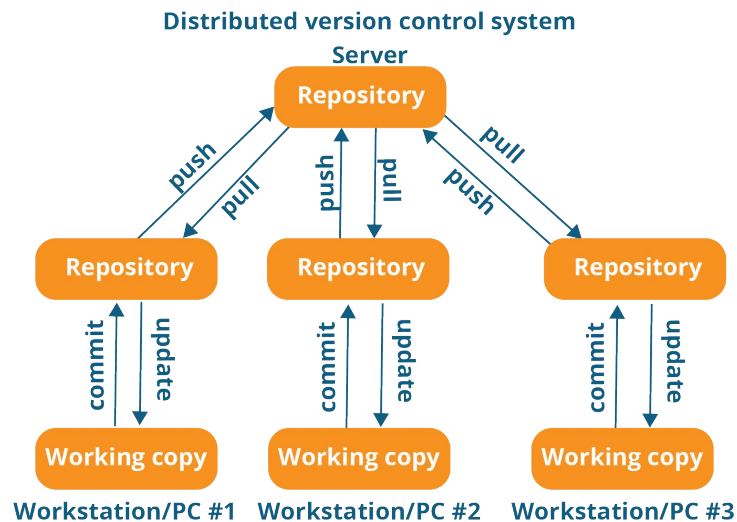 Distributed version control system
Server
Repository
push
pull
push
pull
push
pull
Repository
Repository
Repository
commit
update
commit
update
commit
update
Working copy
Working copy
Working copy
Workstation/PC #1
Workstation/PC #2
Workstation/PC #3